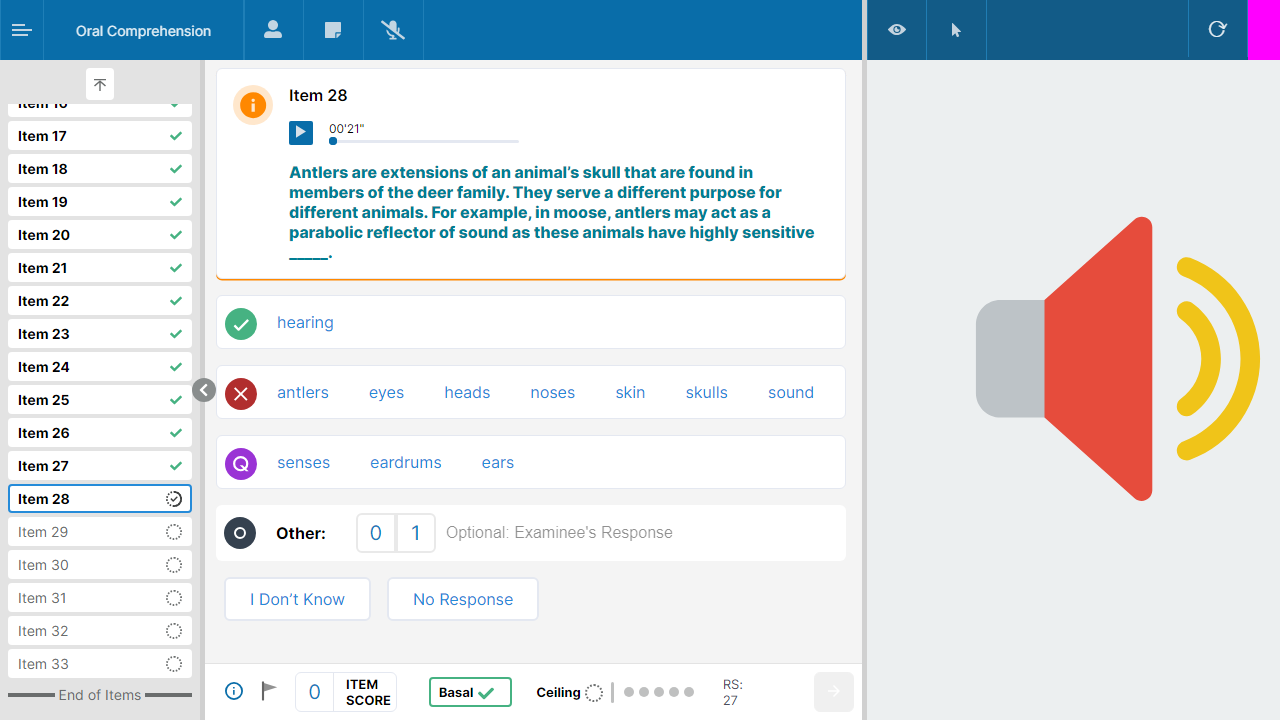 Oral Comprehension
Item 16
Item 17
Item 18
Item 19
Item 20
Item 21
Item 22
Item 23
Item 24
Item 25
Item 26
Item 27
Item 28
Item 29
Item 30
Item 31
Item 32
Item 33
End of Items
Item 28
00'21"
Antlers are extensions of an animal’s skull that are found in
members of the deer family. They serve a different purpose for
different animals. For example, in moose, antlers may act as a
parabolic reflector of sound as these animals have highly sensitive
_____.
hearing
antlers eyes heads noses skin skulls sound
Q senses eardrums ears
Other: 0 1 Optional: Examinee's Response
I Don’t Know No Response
0 ITEM SCORE Basal Ceiling RS: 27